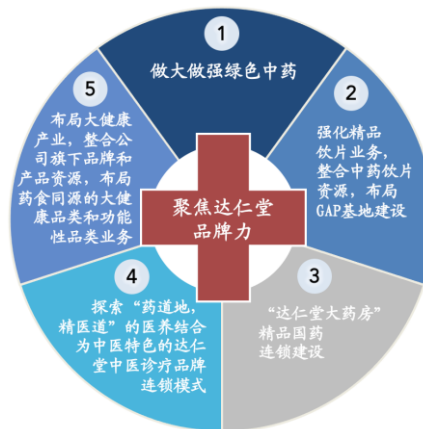 1
做大做强绿色中药
2
强化精品
饮片业务,
整合中药饮片
资源，布局
GAP基地建设
3
“达仁堂大药房”
精品国药
连锁建设
4
探索“药道地,
精医道”的医养结合
为中医特色的达仁
堂中医诊疗品牌
连锁模式
5
布局大健康
产业，整合公
司旗下品牌和
产品资源，布局
药食同源的大健
康品类和功能
性品类业务
聚焦达仁堂
品牌力